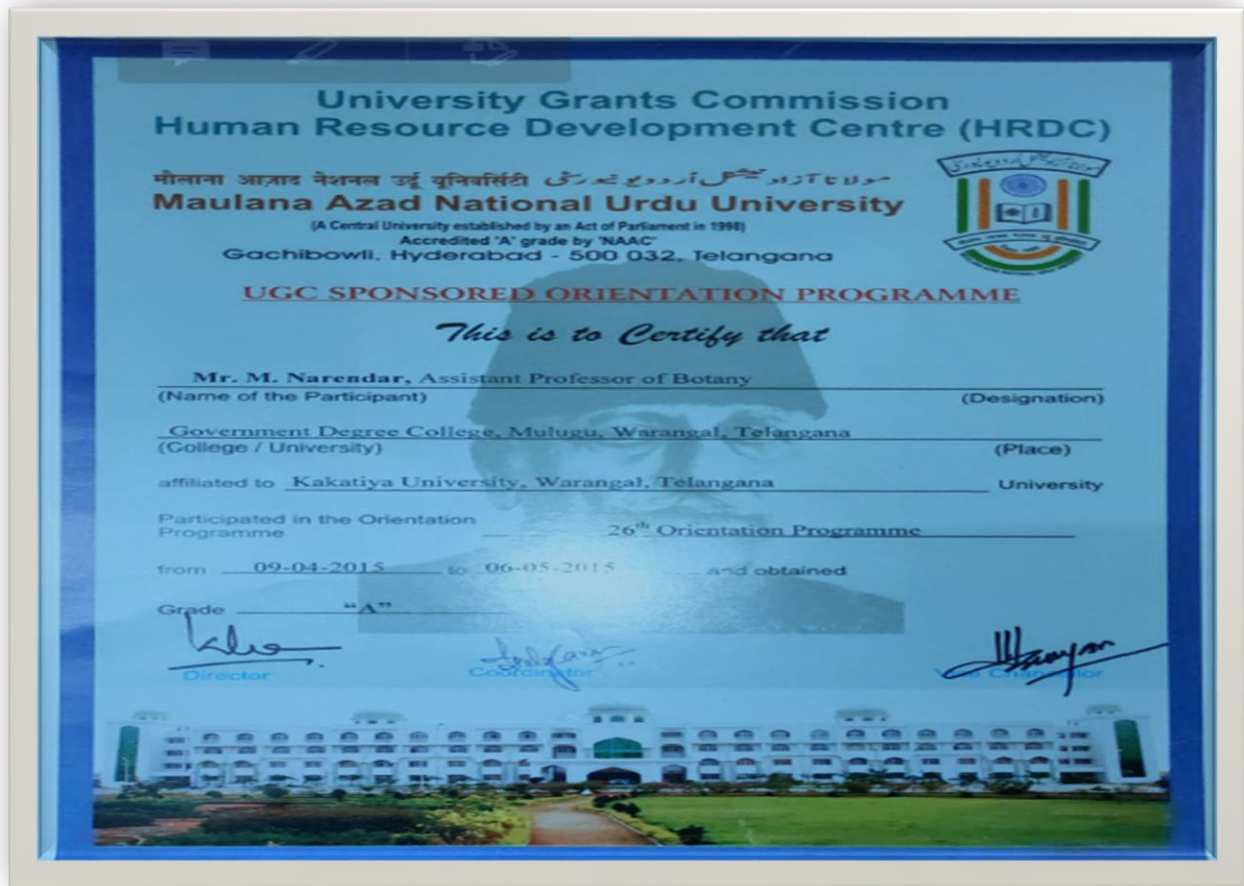 University Grants Commission
Human Resource Development Centre (HRDC)
मौलाना आज़ाद नेशनल उर्दू यूनिवर्सिटी مولانا آزاد نیشنل اُردو یونیورسٹی
Maulana Azad National Urdu University
(A Central University established by an Act of Parliament in 1998)
Accredited 'A' grade by 'NAAC'
Gachibowli, Hyderabad - 500 032, Telangana
UGC SPONSORED ORIENTATION PROGRAMME
This is to Certify that
Mr. M. Narendar, Assistant Professor of Botany
(Name of the Participant) (Designation)
Government Degree College, Mulugu, Warangal, Telangana
(College / University) (Place)
affiliated to Kakatiya University, Warangal, Telangana University
Participated in the Orientation
Programme 26th Orientation Programme
from 09-04-2015 to 06-05-2015 and obtained
Grade "A"
Director Coordinator Vice Chancellor